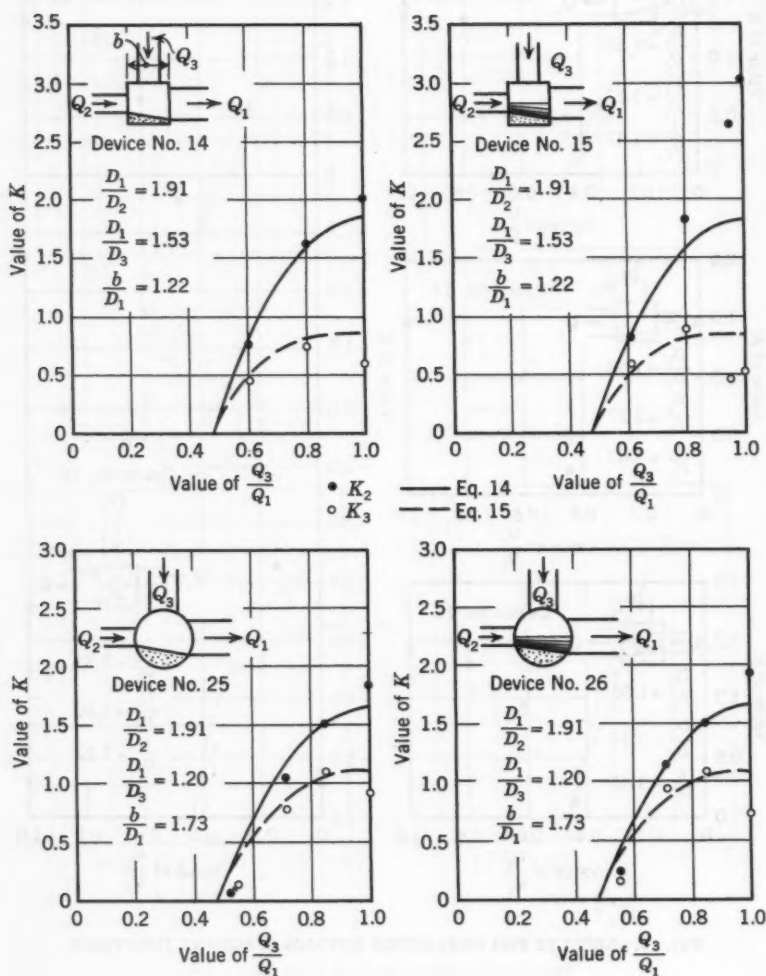 3.5
3.0
2.5
2.0
1.5
1.0
0.5
0
Value of K
b
Q₃
Q₂
Q₁
Device No. 14
D₁/D₂ = 1.91
D₁/D₃ = 1.53
b/D₁ = 1.22
0 0.2 0.4 0.6 0.8 1.0
Value of Q₃/Q₁
3.5
3.0
2.5
2.0
1.5
1.0
0.5
0
Value of K
Q₃
Q₂
Q₁
Device No. 15
D₁/D₂ = 1.91
D₁/D₃ = 1.53
b/D₁ = 1.22
0 0.2 0.4 0.6 0.8 1.0
Value of Q₃/Q₁
● K₂ —— Eq. 14
○ K₃ — — Eq. 15
3.0
2.5
2.0
1.5
1.0
0.5
0
Value of K
Q₃
Q₂
Q₁
Device No. 25
D₁/D₂ = 1.91
D₁/D₃ = 1.20
b/D₁ = 1.73
0 0.2 0.4 0.6 0.8 1.0
Value of Q₃/Q₁
3.0
2.5
2.0
1.5
1.0
0.5
0
Value of K
Q₃
Q₂
Q₁
Device No. 26
D₁/D₂ = 1.91
D₁/D₃ = 1.20
b/D₁ = 1.73
0 0.2 0.4 0.6 0.8 1.0
Value of Q₃/Q₁